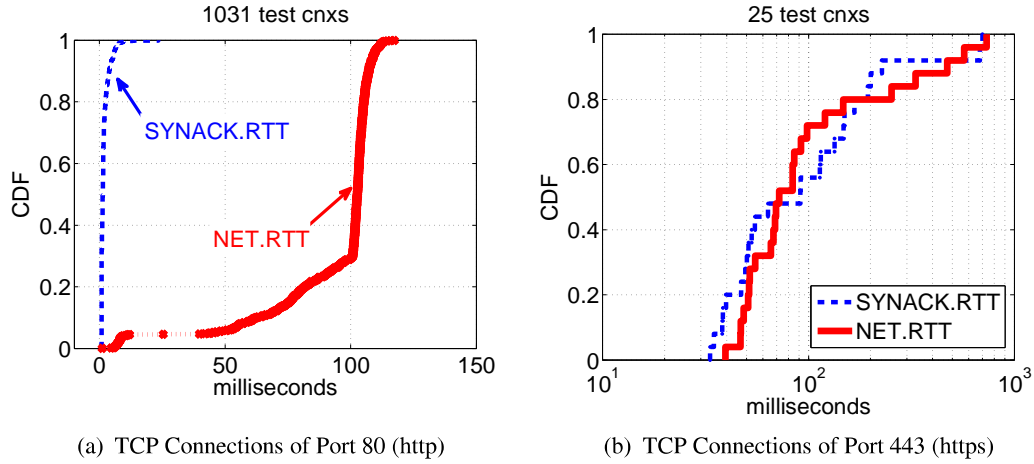 1031 test cnxs
CDF
1
0.8
0.6
0.4
0.2
0
SYNACK.RTT
NET.RTT
0 50 100 150
milliseconds
(a) TCP Connections of Port 80 (http)
25 test cnxs
CDF
1
0.8
0.6
0.4
0.2
0
SYNACK.RTT
NET.RTT
10^1 10^2 10^3
milliseconds
(b) TCP Connections of Port 443 (https)